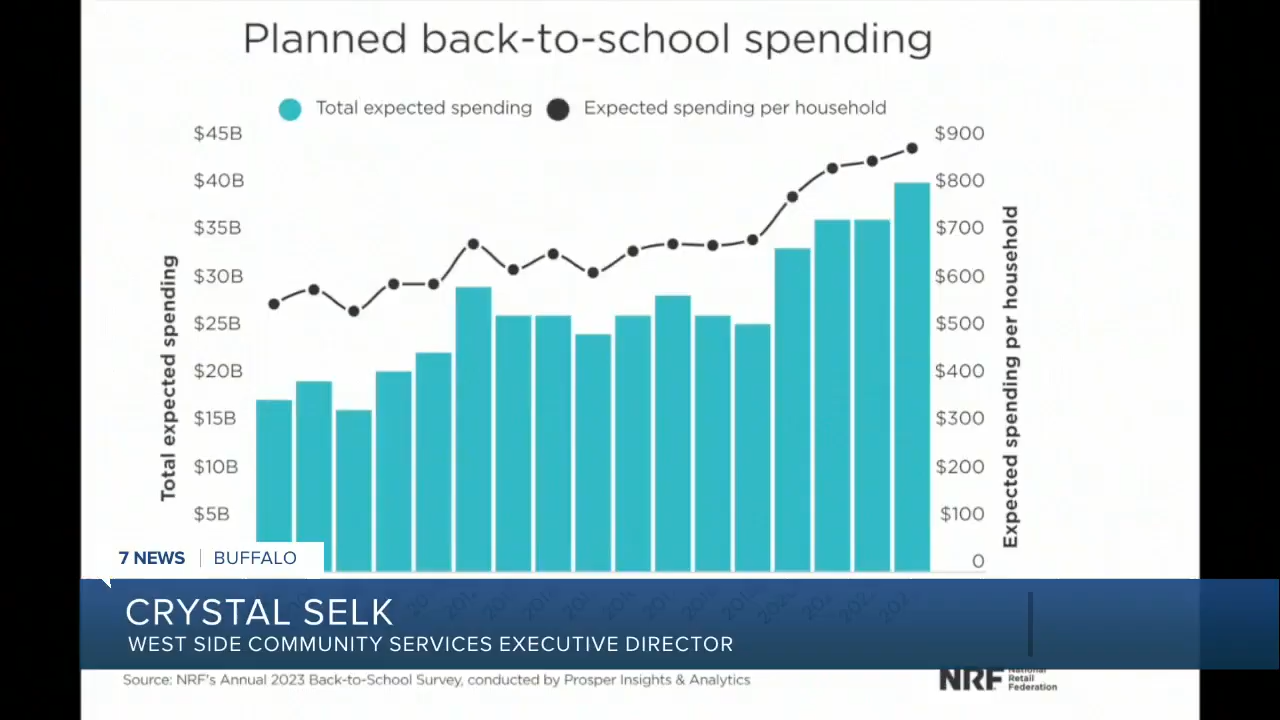 Planned back-to-school spending
Total expected spending
Expected spending per household
$45B
$40B
$35B
$30B
$25B
$20B
$15B
$10B
$5B
Total expected spending
$900
$800
$700
$600
$500
$400
$300
$200
$100
0
Expected spending per household
7 NEWS | BUFFALO
CRYSTAL SELK
WEST SIDE COMMUNITY SERVICES EXECUTIVE DIRECTOR
Source: NRF's Annual 2023 Back-to-School Survey, conducted by Prosper Insights & Analytics
NRF
National
Retail
Federation